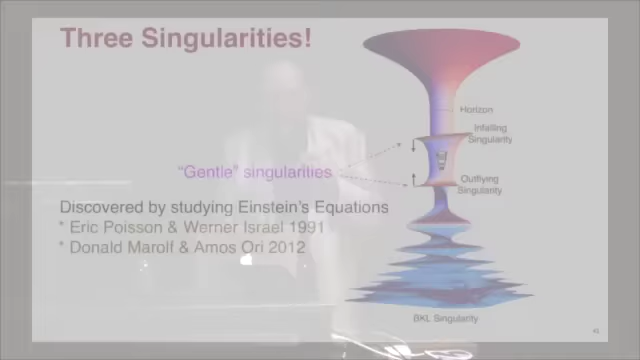 Three Singularities!
Horizon
Infalling
Singularity
"Gentle" singularities
Outflying
Singularity
Discovered by studying Einstein's Equations
* Eric Poisson & Werner Israel 1991
* Donald Marolf & Amos Ori 2012
BKL Singularity